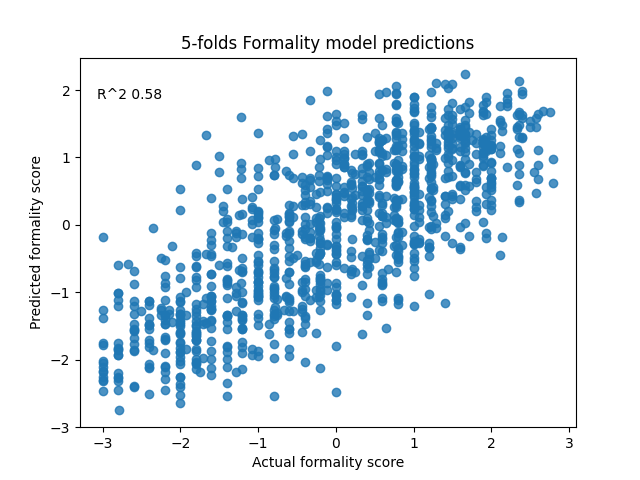 5-folds Formality model predictions
R^2 0.58
Predicted formality score
2
1
0
−1
−2
−3
−3 −2 −1 0 1 2 3
Actual formality score